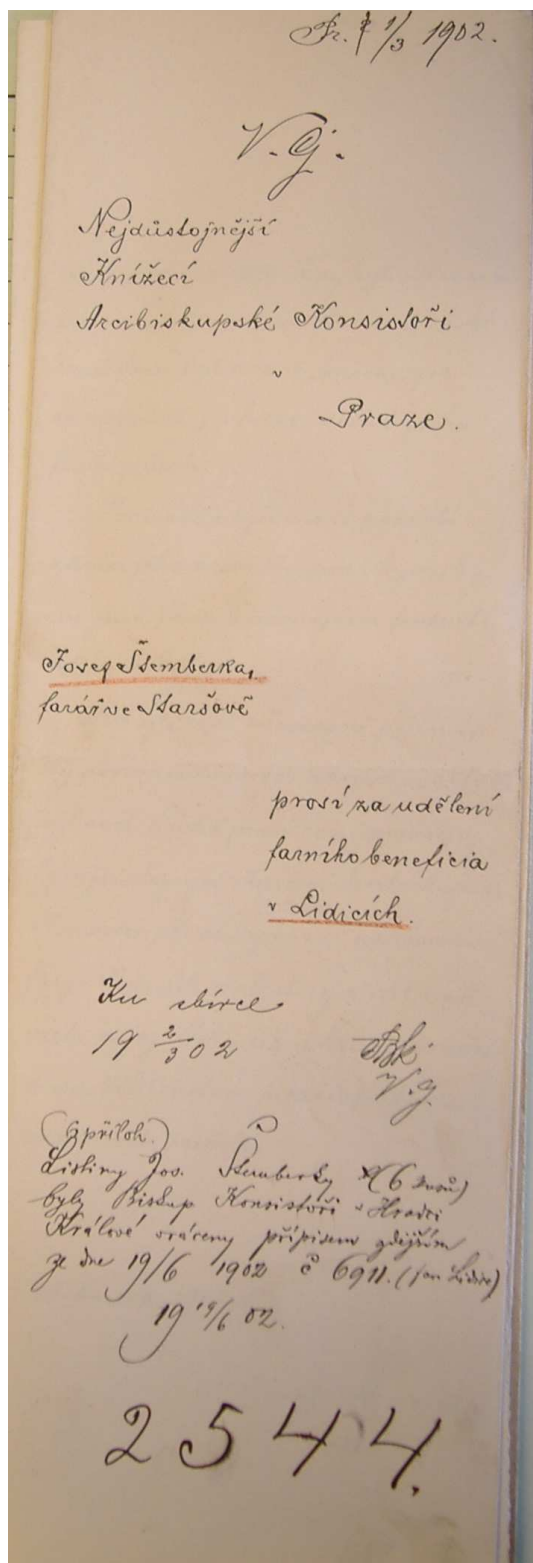 Pr. 1/3 1902.
V. G.
Nejdůstojnější
Knížecí
Arcibiskupské Konsistoři
v
Praze.
Josef Štemberka,
farář ve Staršově
prosí za udělení
farního beneficia
v Lidicích.
Ku sbírce
19 2/3 02
V. G.
(příloh.)
Listiny Jos. Štemberky (6 kusů)
byly Biskup Konsistoři v Hradci
Králové vráceny přípisem zdejším
ze dne 19/6 1902 č 6911.
19 19/6 02.
2544.